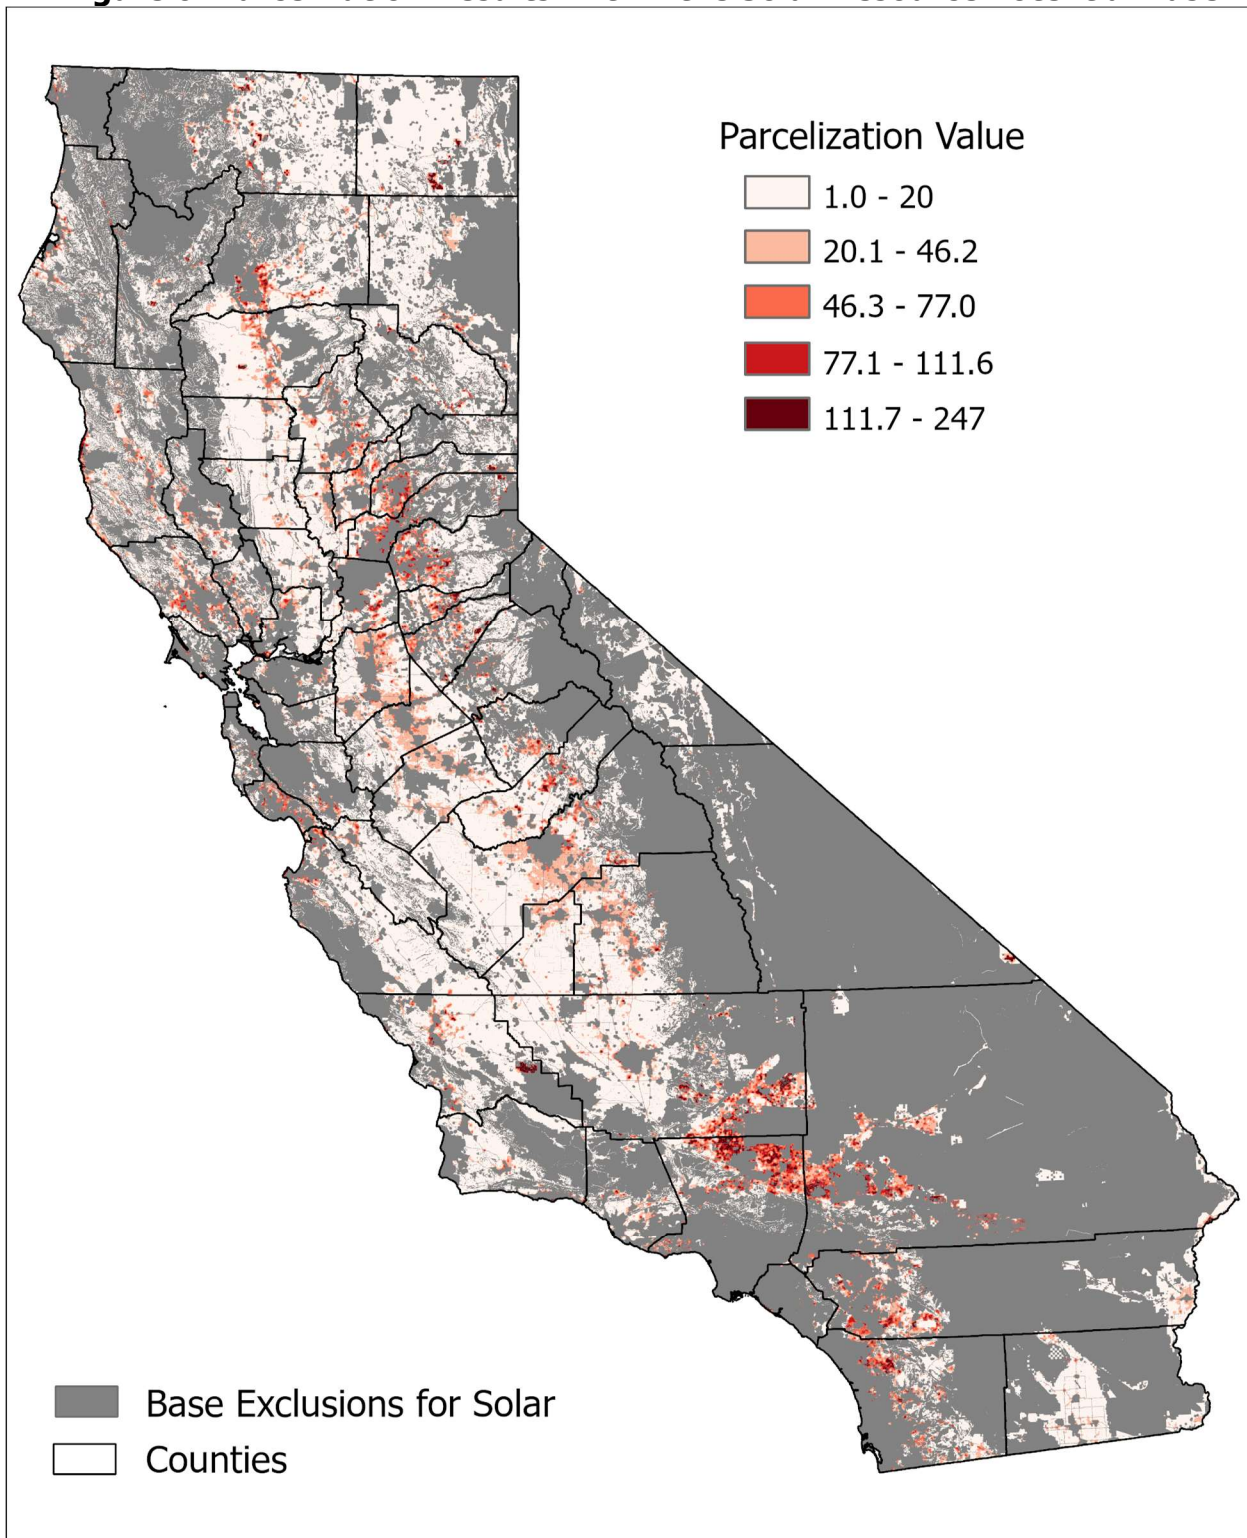 Parcelization Value
1.0 - 20
20.1 - 46.2
46.3 - 77.0
77.1 - 111.6
111.7 - 247
Base Exclusions for Solar
Counties